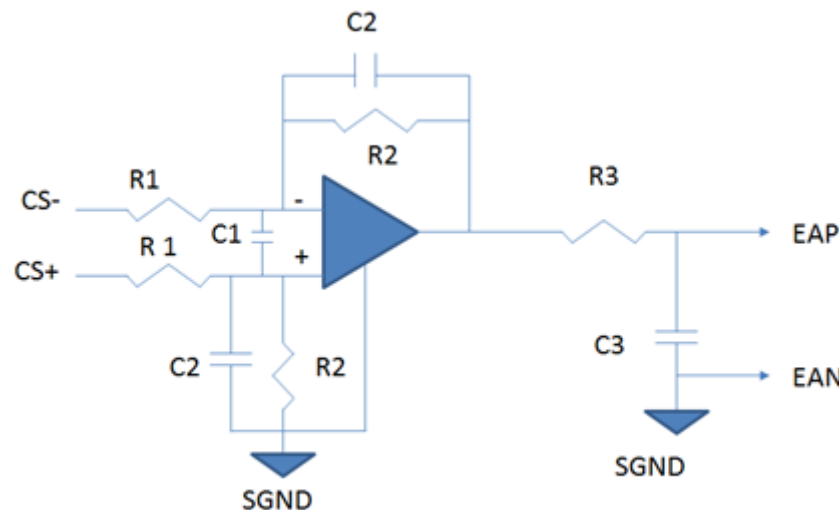 C2
R2
R1
-
R3
CS-
C1
EAP
R 1
CS+
+
C3
C2
R2
EAN
SGND
SGND